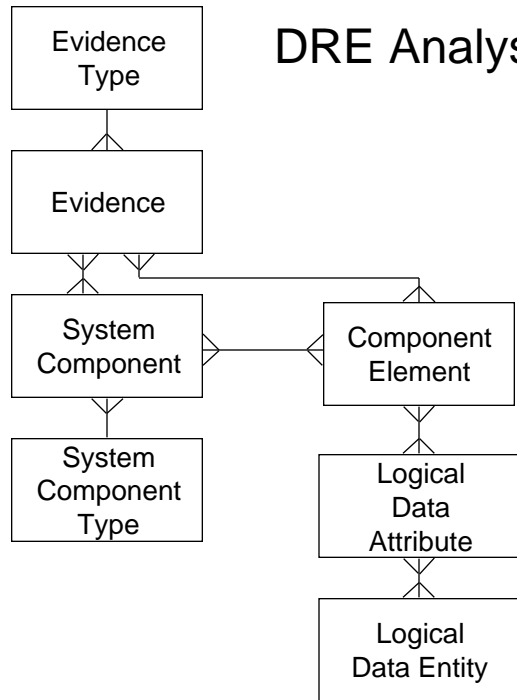 DRE Analys
Evidence
Type
Evidence
System
Component
Component
Element
System
Component
Type
Logical
Data
Attribute
Logical
Data Entity